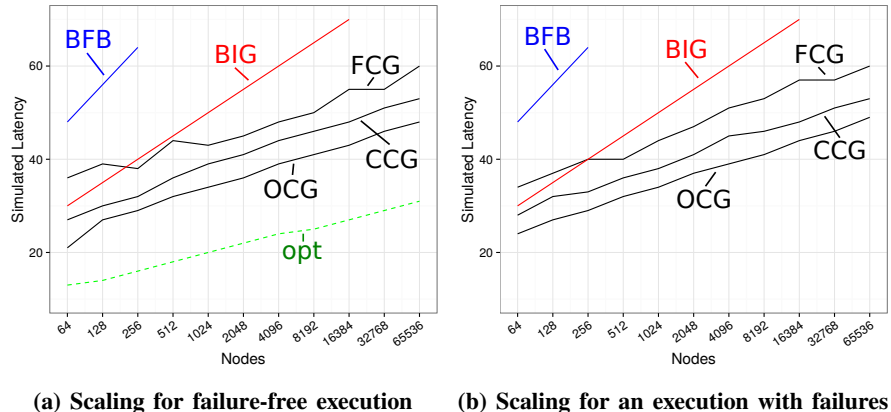 BFB
BIG
FCG
CCG
OCG
opt
Simulated Latency
60
40
20
64
128
256
512
1024
2048
4096
8192
16384
32768
65536
Nodes
(a) Scaling for failure-free execution
BFB
BIG
FCG
CCG
OCG
Simulated Latency
60
40
20
64
128
256
512
1024
2048
4096
8192
16384
32768
65536
Nodes
(b) Scaling for an execution with failures